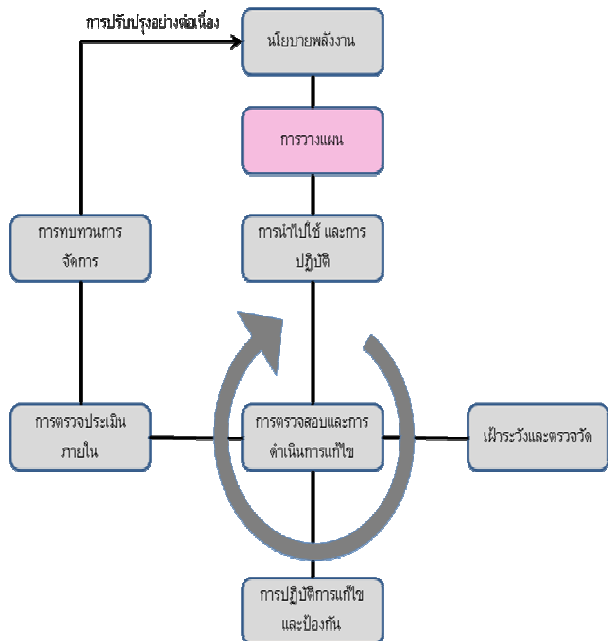 การปรับปรุงอย่างต่อเนื่อง
นโยบายพลังงาน
การวางแผน
การทบทวนการ
จัดการ
การนำไปใช้ และการ
ปฏิบัติ
การตรวจประเมิน
ภายใน
การตรวจสอบและการ
ดำเนินการแก้ไข
เฝ้าระวังและตรวจวัด
การปฏิบัติการแก้ไข
และป้องกัน